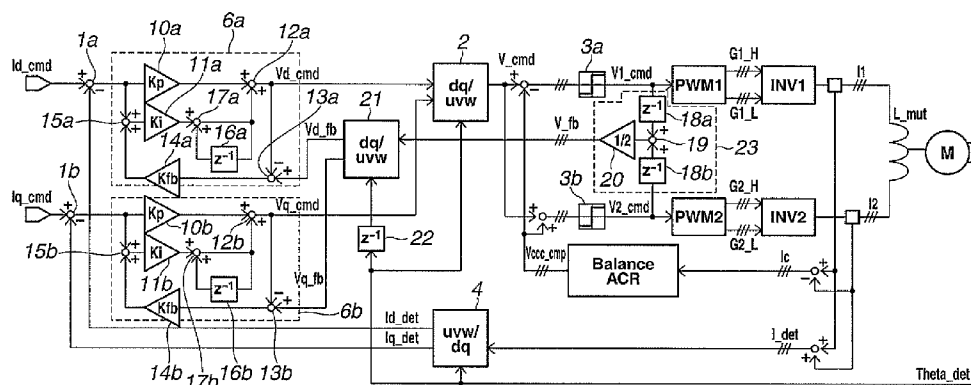 6a
10a
11a
12a
1a
Id_cmd
Kp
Vd_cmd
17a
13a
Ki
15a
16a
z⁻¹
14a
Kfb
Vd_fb
21
dq/
uvw
2
dq/
uvw
V_cmd
3a
V1_cmd
G1_H
PWM1
G1_L
INV1
I1
L_mut
M
z⁻¹
18a
V_fb
1/2
19
20
z⁻¹
18b
23
1b
Iq_cmd
Kp
10b
12b
Vq_cmd
15b
Ki
11b
17b
z⁻¹
16b
Kfb
14b
13b
6b
Vq_fb
z⁻¹
22
3b
V2_cmd
G2_H
PWM2
G2_L
INV2
I2
Vccc_cmp
Balance
ACR
Ic
4
uvw/
dq
Id_det
Iq_det
I_det
Theta_det